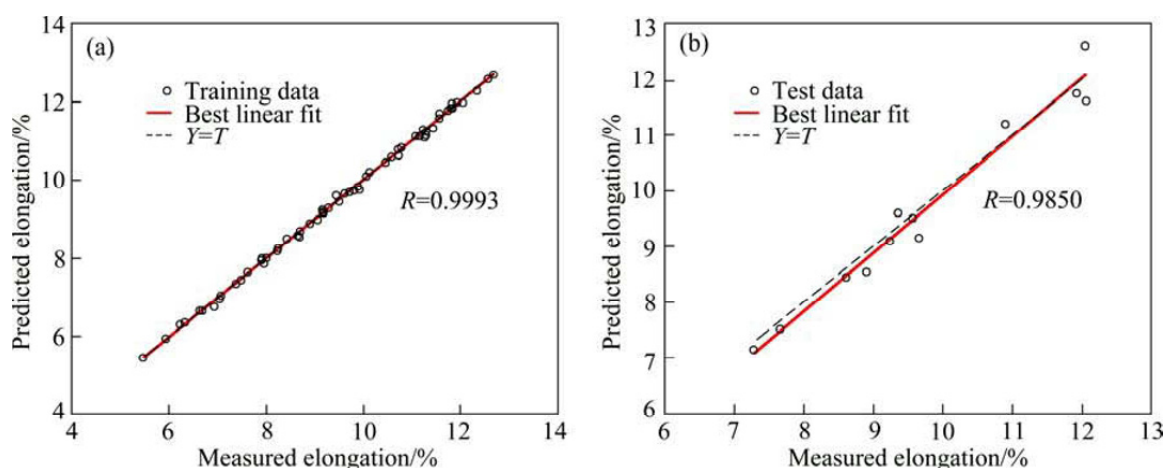 (a)
Training data
Best linear fit
Y=T
R=0.9993
14
12
10
8
6
4
4
6
8
10
12
14
Predicted elongation/%
Measured elongation/%
(b)
Test data
Best linear fit
Y=T
R=0.9850
13
12
11
10
9
8
7
6
6
7
8
9
10
11
12
13
Predicted elongation/%
Measured elongation/%